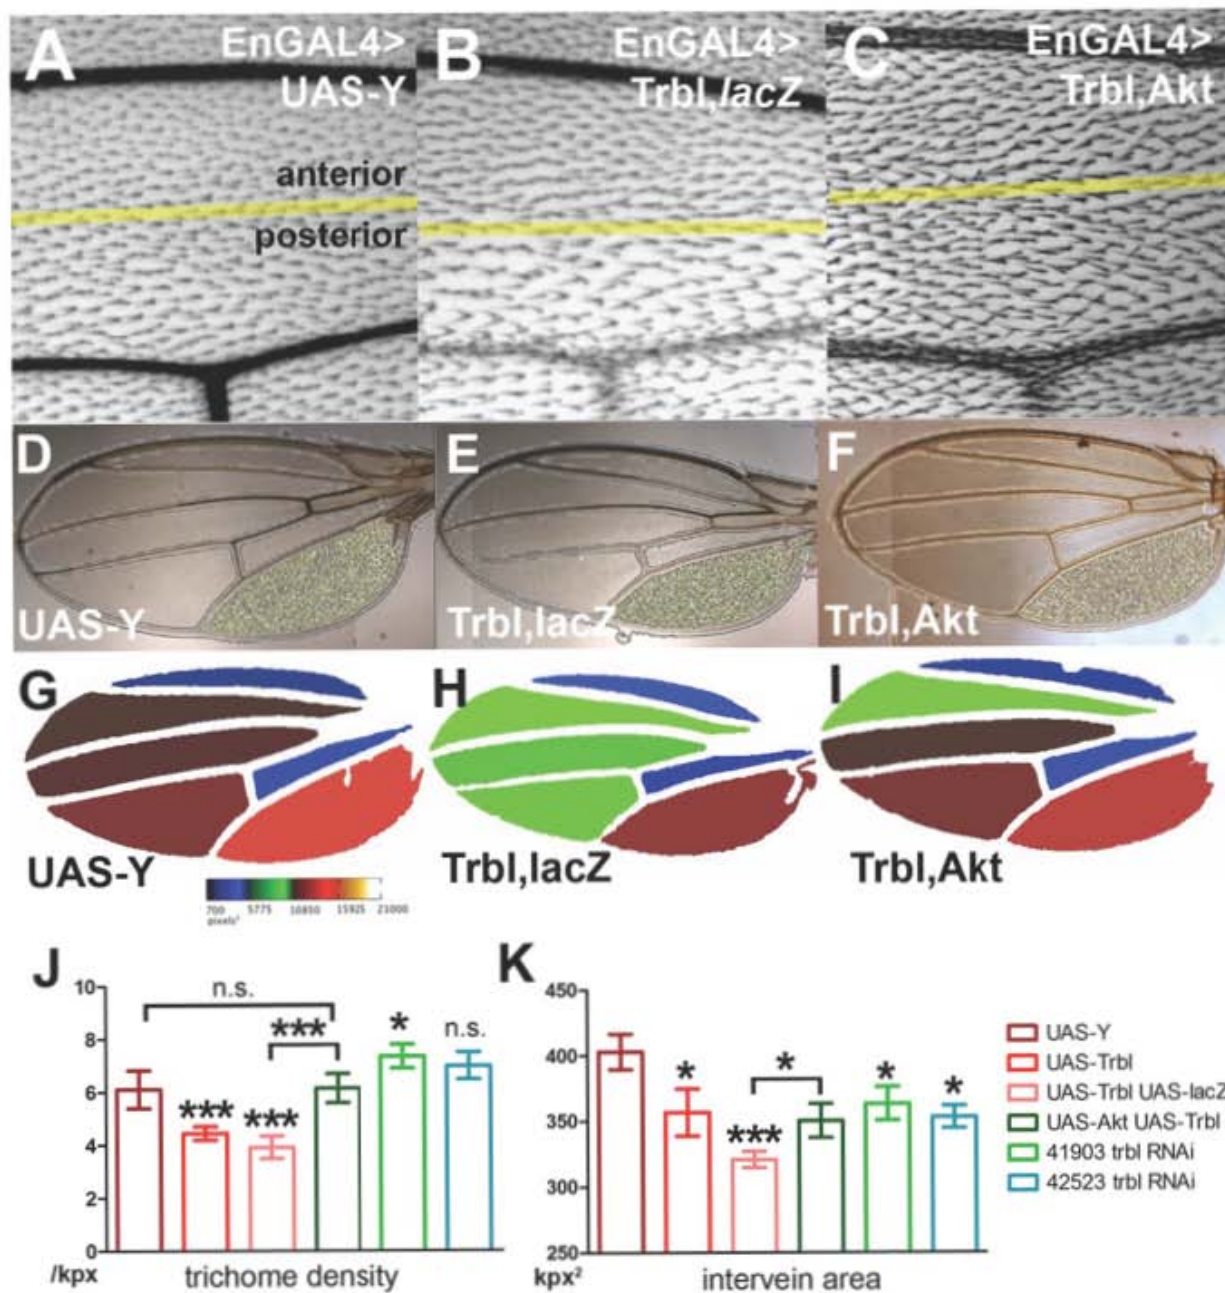 A EnGAL4>
UAS-Y
B EnGAL4>
Trbl,lacZ
C EnGAL4>
Trbl,Akt
anterior
posterior
D
UAS-Y
E
Trbl,lacZ
F
Trbl,Akt
G
UAS-Y
H
Trbl,lacZ
I
Trbl,Akt
700 5775 10850 15925 21000
pixels²
J
10
8
6
4
2
0
/kpx
n.s.
***
***
***
*
n.s.
trichome density
K
450
400
350
300
250
kpx²
*
***
*
*
*
intervein area
UAS-Y
UAS-Trbl
UAS-Trbl UAS-lacZ
UAS-Akt UAS-Trbl
41903 trbl RNAi
42523 trbl RNAi